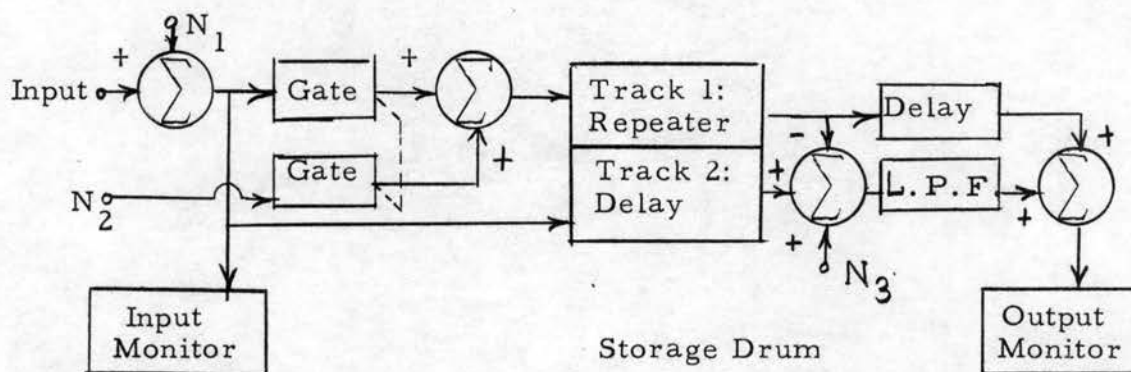 N1
+
Input
Gate
+
Gate
+
N2
Input
Monitor
Track 1:
Repeater
Track 2:
Delay
-
+
+
N3
Delay
L.P.F
+
+
Output
Monitor
Storage Drum